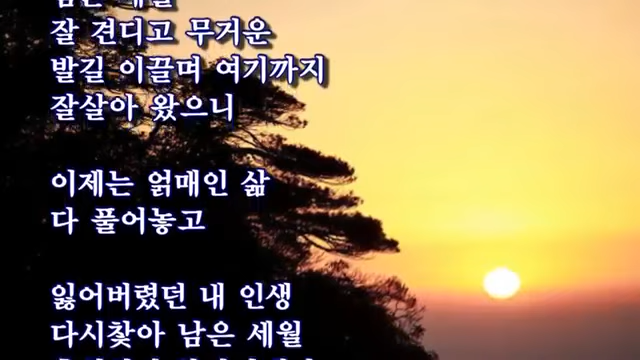 잘 견디고 무거운
발길 이끌며 여기까지
잘살아 왔으니
이제는 얽매인 삶
다 풀어놓고
잃어버렸던 내 인생
다시찾아 남은 세월